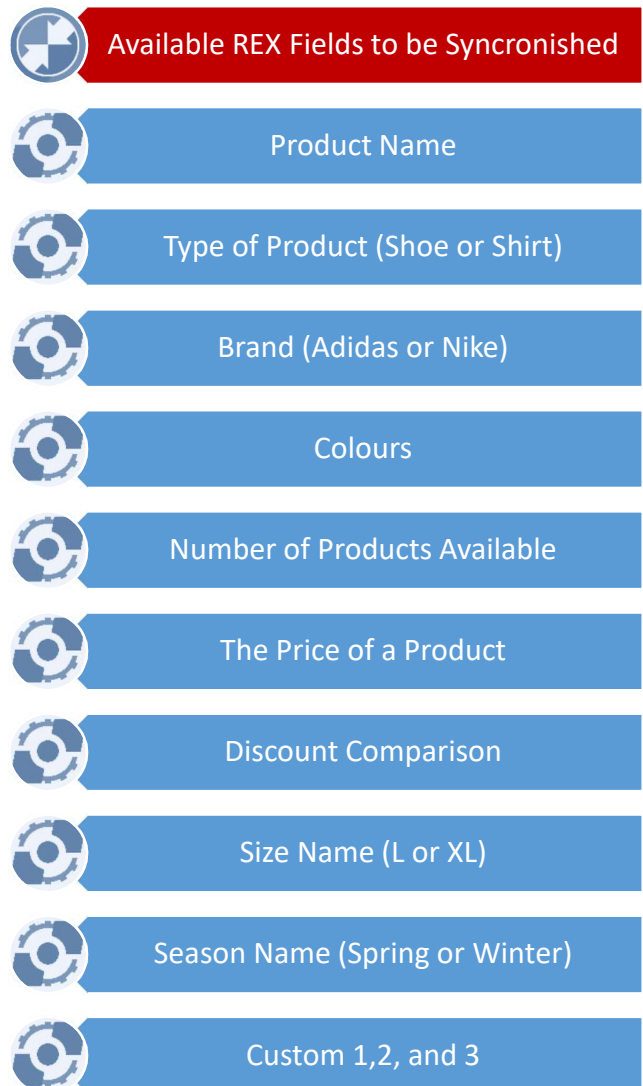 Available REX Fields to be Syncronished
Product Name
Type of Product (Shoe or Shirt)
Brand (Adidas or Nike)
Colours
Number of Products Available
The Price of a Product
Discount Comparison
Size Name (L or XL)
Season Name (Spring or Winter)
Custom 1,2, and 3